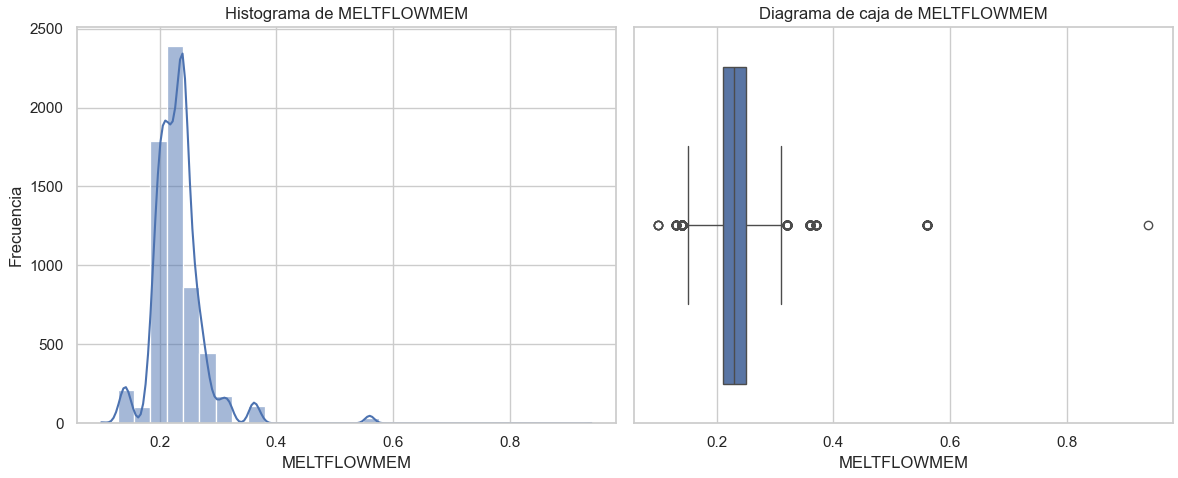 Histograma de MELTFLOWMEM
2500
2000
1500
1000
500
0
Frecuencia
0.2 0.4 0.6 0.8
MELTFLOWMEM
Diagrama de caja de MELTFLOWMEM
0.2 0.4 0.6 0.8
MELTFLOWMEM